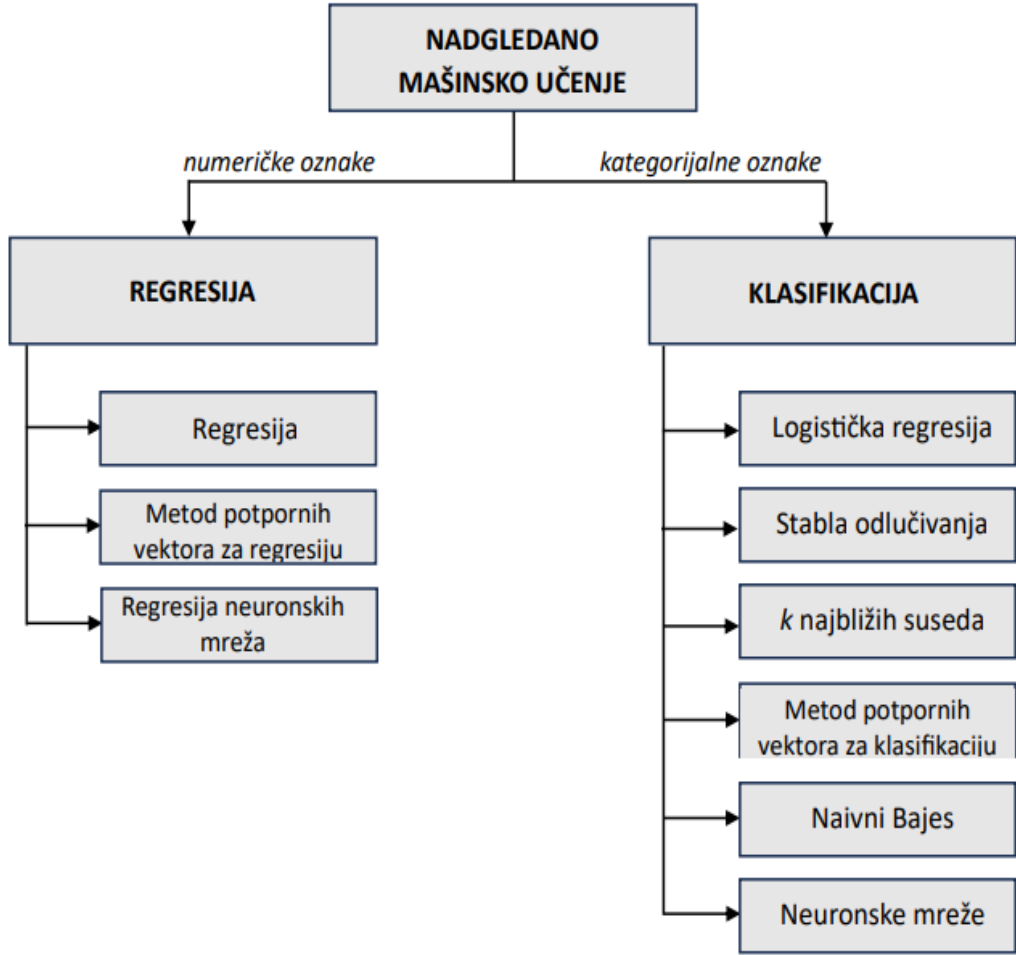 NADGLEDANO
MAŠINSKO UČENJE
numeričke oznake
kategorijalne oznake
REGRESIJA
Regresija
Metod potpornih
vektora za regresiju
Regresija neuronskih
mreža
KLASIFIKACIJA
Logistička regresija
Stabla odlučivanja
k najbližih suseda
Metod potpornih
vektora za klasifikaciju
Naivni Bajes
Neuronske mreže